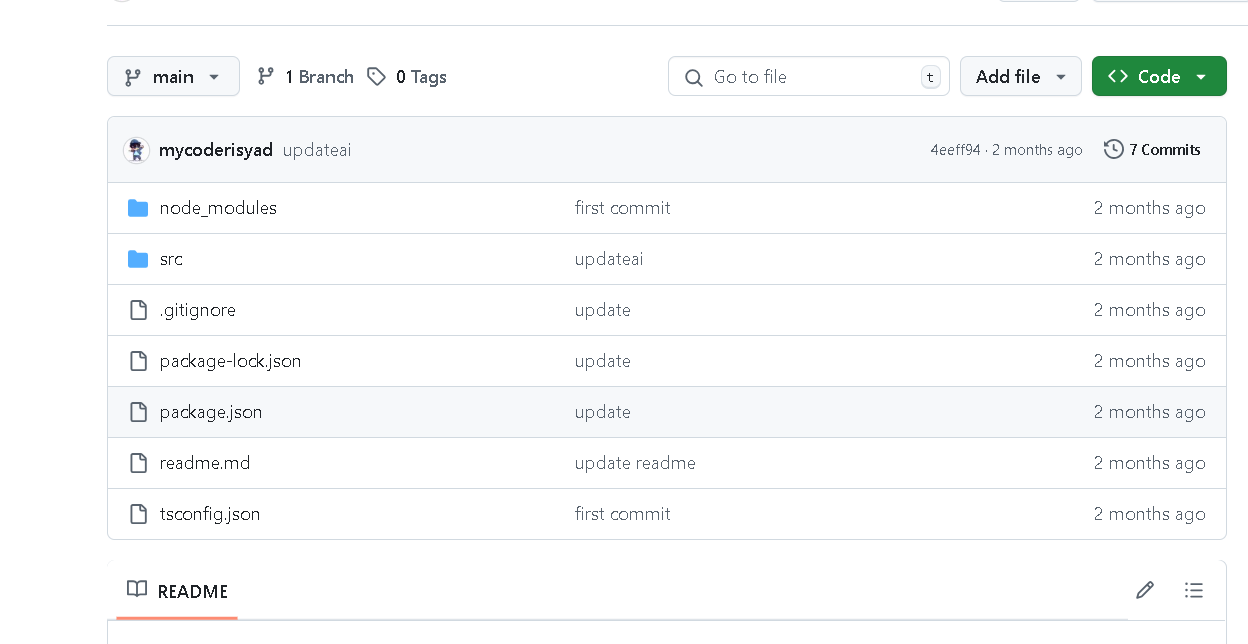 main 1 Branch 0 Tags Go to file t Add file Code
mycoderisyad updateai 4eeff94 · 2 months ago 7 Commits
node_modules first commit 2 months ago
src updateai 2 months ago
.gitignore update 2 months ago
package-lock.json update 2 months ago
package.json update 2 months ago
readme.md update readme 2 months ago
tsconfig.json first commit 2 months ago
README